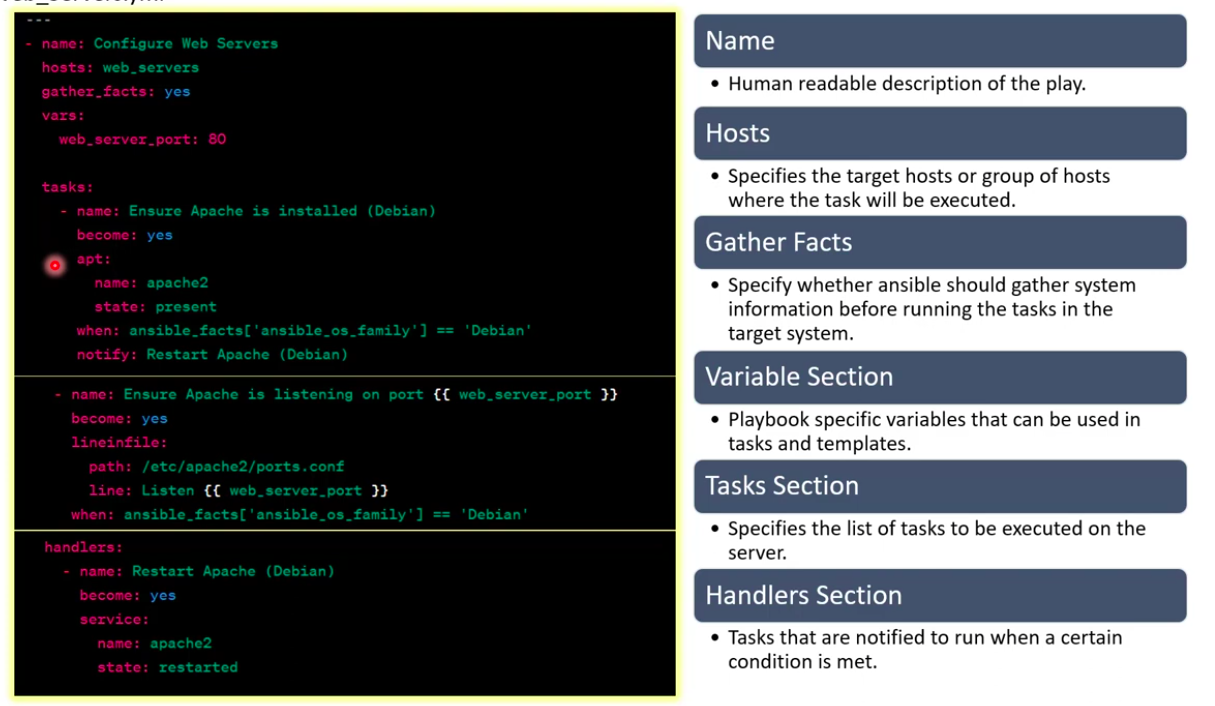 ---
- name: Configure Web Servers
hosts: web_servers
gather_facts: yes
vars:
web_server_port: 80
tasks:
- name: Ensure Apache is installed (Debian)
become: yes
apt:
name: apache2
state: present
when: ansible_facts['ansible_os_family'] == 'Debian'
notify: Restart Apache (Debian)
- name: Ensure Apache is listening on port {{ web_server_port }}
become: yes
lineinfile:
path: /etc/apache2/ports.conf
line: Listen {{ web_server_port }}
when: ansible_facts['ansible_os_family'] == 'Debian'
handlers:
- name: Restart Apache (Debian)
become: yes
service:
name: apache2
state: restarted
Name
• Human readable description of the play.
Hosts
• Specifies the target hosts or group of hosts
where the task will be executed.
Gather Facts
• Specify whether ansible should gather system
information before running the tasks in the
target system.
Variable Section
• Playbook specific variables that can be used in
tasks and templates.
Tasks Section
• Specifies the list of tasks to be executed on the
server.
Handlers Section
• Tasks that are notified to run when a certain
condition is met.